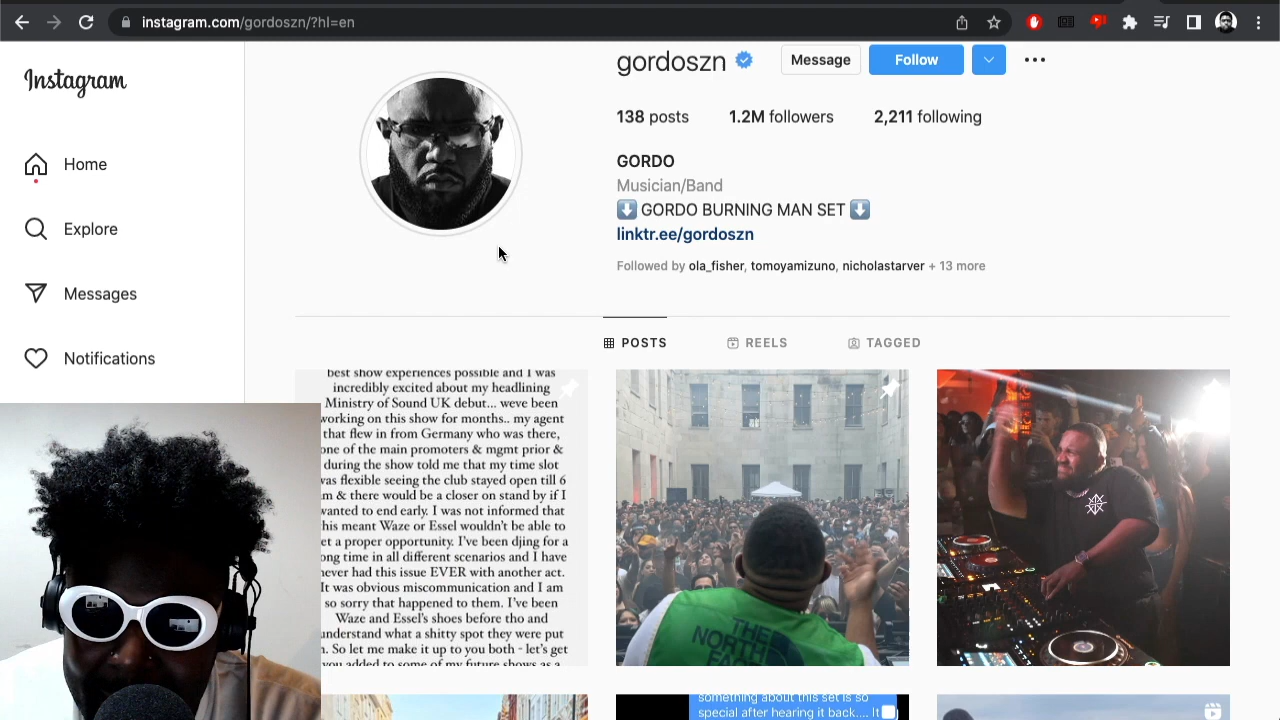 instagram.com/gordoszn/?hl=en
Instagram
gordoszn Message Follow
138 posts 1.2M followers 2,211 following
GORDO
Musician/Band
⬇️ GORDO BURNING MAN SET ⬇️
linktr.ee/gordoszn
Followed by ola_fisher, tomoyamizuno, nicholastarver + 13 more
Home
Explore
Messages
Notifications
POSTS REELS TAGGED
best show experiences possible and I was
incredibly excited about my headlining
Ministry of Sound UK debut... weve been
working on this show for months.. my agent
that flew in from Germany who was there,
one of the main promoters & mgmt prior &
during the show told me that my time slot
was flexible seeing the club stayed open till 6
am & there would be a closer on stand by if I
wanted to end early. I was not informed that
this meant Waze or Essel wouldn't be able to
get a proper opportunity. I've been djing for a
long time in all different scenarios and I have
never had this issue EVER with another act.
It was obvious miscommunication and I am
so sorry that happened to them. I've been
Waze and Essel's shoes before tho and
understand what a shitty spot they were put
n. So let me make it up to you both - let's get
you added to some of my future shows as a
THE
NORTH
FACE
something about this set is so
special after hearing it back.... It